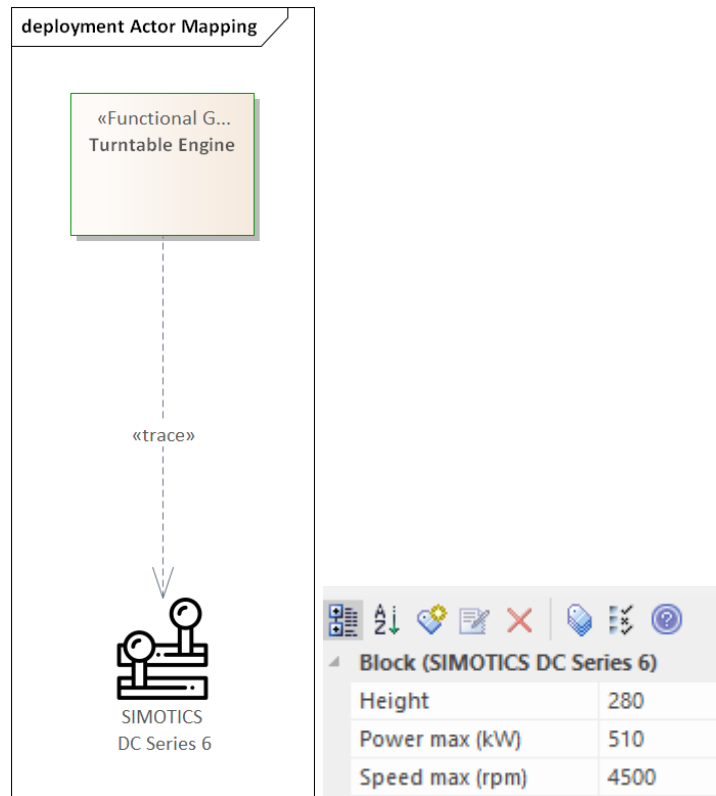 deployment Actor Mapping
«Functional G...
Turntable Engine
«trace»
SIMOTICS
DC Series 6
Block (SIMOTICS DC Series 6)
Height 280
Power max (kW) 510
Speed max (rpm) 4500